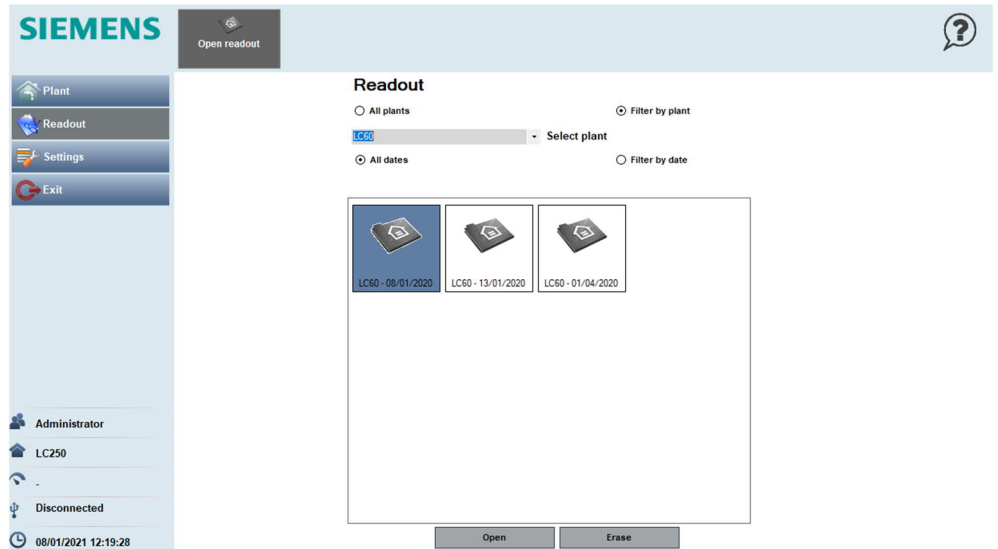 SIEMENS
Open readout
?
Plant
Readout
Settings
Exit
Readout
All plants
Filter by plant
LC60
Select plant
All dates
Filter by date
LC60 - 08/01/2020
LC60 - 13/01/2020
LC60 - 01/04/2020
Open
Erase
Administrator
LC250
-
Disconnected
08/01/2021 12:19:28